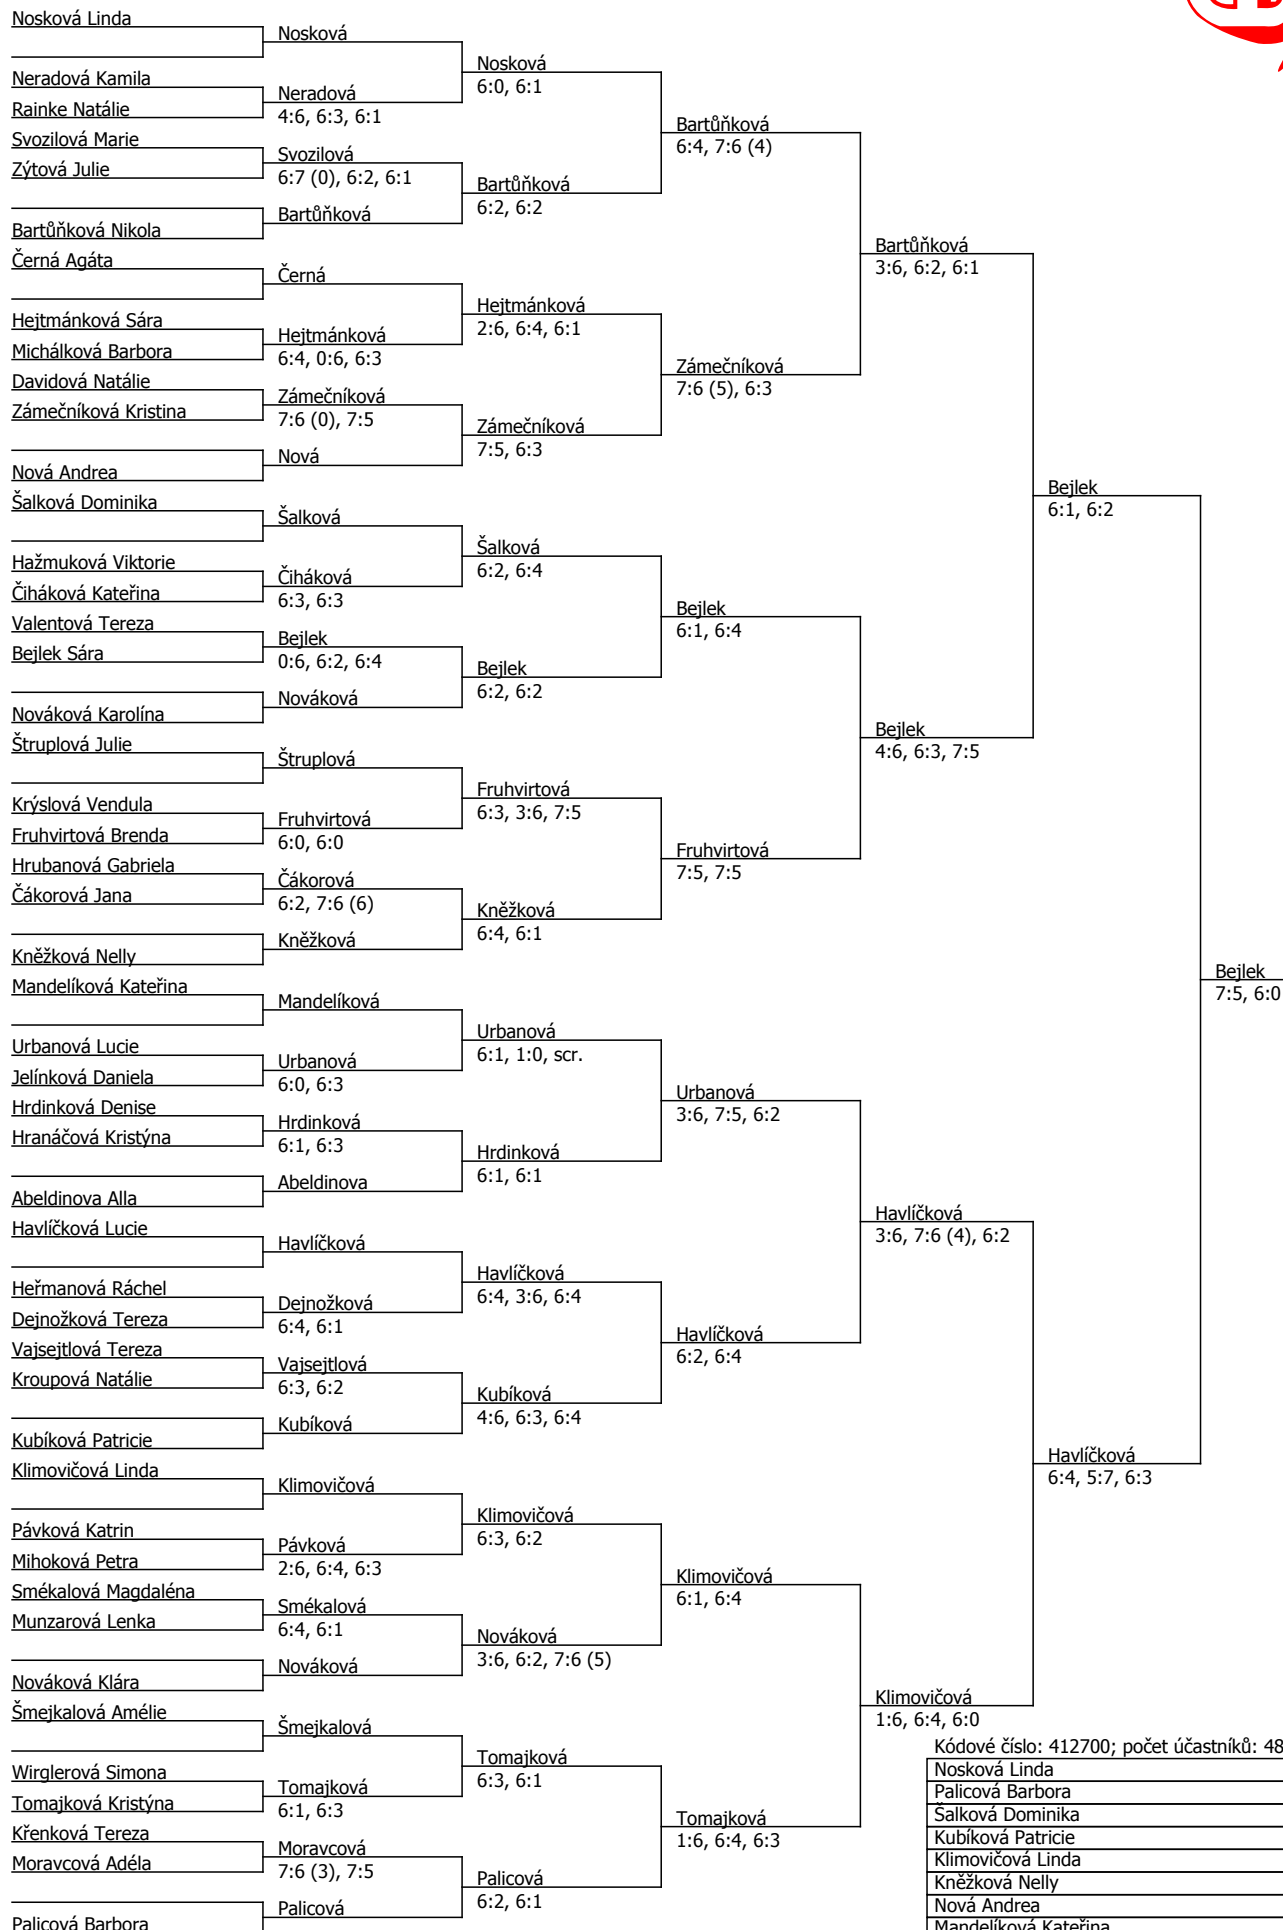 Nosková Linda
Neradová Kamila
Rainke Natálie
Svozilová Marie
Zýtová Julie
Bartůňková Nikola
Černá Agáta
Hejtmánková Sára
Michálková Barbora
Davidová Natálie
Zámečníková Kristina
Nová Andrea
Šalková Dominika
Hažmuková Viktorie
Čiháková Kateřina
Valentová Tereza
Bejlek Sára
Nováková Karolína
Štruplová Julie
Krýslová Vendula
Fruhvirtová Brenda
Hrubanová Gabriela
Čákorová Jana
Kněžková Nelly
Mandelíková Kateřina
Urbanová Lucie
Jelínková Daniela
Hrdinková Denise
Hranáčová Kristýna
Abeldinova Alla
Havlíčková Lucie
Heřmanová Ráchel
Dejnožková Tereza
Vajsejtlová Tereza
Kroupová Natálie
Kubíková Patricie
Klimovičová Linda
Pávková Katrin
Mihoková Petra
Smékalová Magdaléna
Munzarová Lenka
Nováková Klára
Šmejkalová Amélie
Wirglerová Simona
Tomajková Kristýna
Křenková Tereza
Moravcová Adéla
Palicová Barbora
Nosková
Neradová
4:6, 6:3, 6:1
Svozilová
6:7 (0), 6:2, 6:1
Bartůňková
Černá
Hejtmánková
6:4, 0:6, 6:3
Zámečníková
7:6 (0), 7:5
Nová
Šalková
Čiháková
6:3, 6:3
Bejlek
0:6, 6:2, 6:4
Nováková
Štruplová
Fruhvirtová
6:0, 6:0
Čákorová
6:2, 7:6 (6)
Kněžková
Mandelíková
Urbanová
6:0, 6:3
Hrdinková
6:1, 6:3
Abeldinova
Havlíčková
Dejnožková
6:4, 6:1
Vajsejtlová
6:3, 6:2
Kubíková
Klimovičová
Pávková
2:6, 6:4, 6:3
Smékalová
6:4, 6:1
Nováková
Šmejkalová
Tomajková
6:1, 6:3
Moravcová
7:6 (3), 7:5
Palicová
Nosková
6:0, 6:1
Bartůňková
6:2, 6:2
Hejtmánková
2:6, 6:4, 6:1
Zámečníková
7:5, 6:3
Šalková
6:2, 6:4
Bejlek
6:2, 6:2
Fruhvirtová
6:3, 3:6, 7:5
Kněžková
6:4, 6:1
Urbanová
6:1, 1:0, scr.
Hrdinková
6:1, 6:1
Havlíčková
6:4, 3:6, 6:4
Kubíková
4:6, 6:3, 6:4
Klimovičová
6:3, 6:2
Nováková
3:6, 6:2, 7:6 (5)
Tomajková
6:3, 6:1
Palicová
6:2, 6:1
Bartůňková
6:4, 7:6 (4)
Zámečníková
7:6 (5), 6:3
Bejlek
6:1, 6:4
Fruhvirtová
7:5, 7:5
Urbanová
3:6, 7:5, 6:2
Havlíčková
6:2, 6:4
Klimovičová
6:1, 6:4
Tomajková
1:6, 6:4, 6:3
Bartůňková
3:6, 6:2, 6:1
Bejlek
4:6, 6:3, 7:5
Havlíčková
3:6, 7:6 (4), 6:2
Klimovičová
1:6, 6:4, 6:0
Bejlek
6:1, 6:2
Havlíčková
6:4, 5:7, 6:3
Bejlek
7:5, 6:0
Kódové číslo: 412700; počet účastníků: 48
Nosková Linda
Palicová Barbora
Šalková Dominika
Kubíková Patricie
Klimovičová Linda
Kněžková Nelly
Nová Andrea
Mandelíková Kateřina